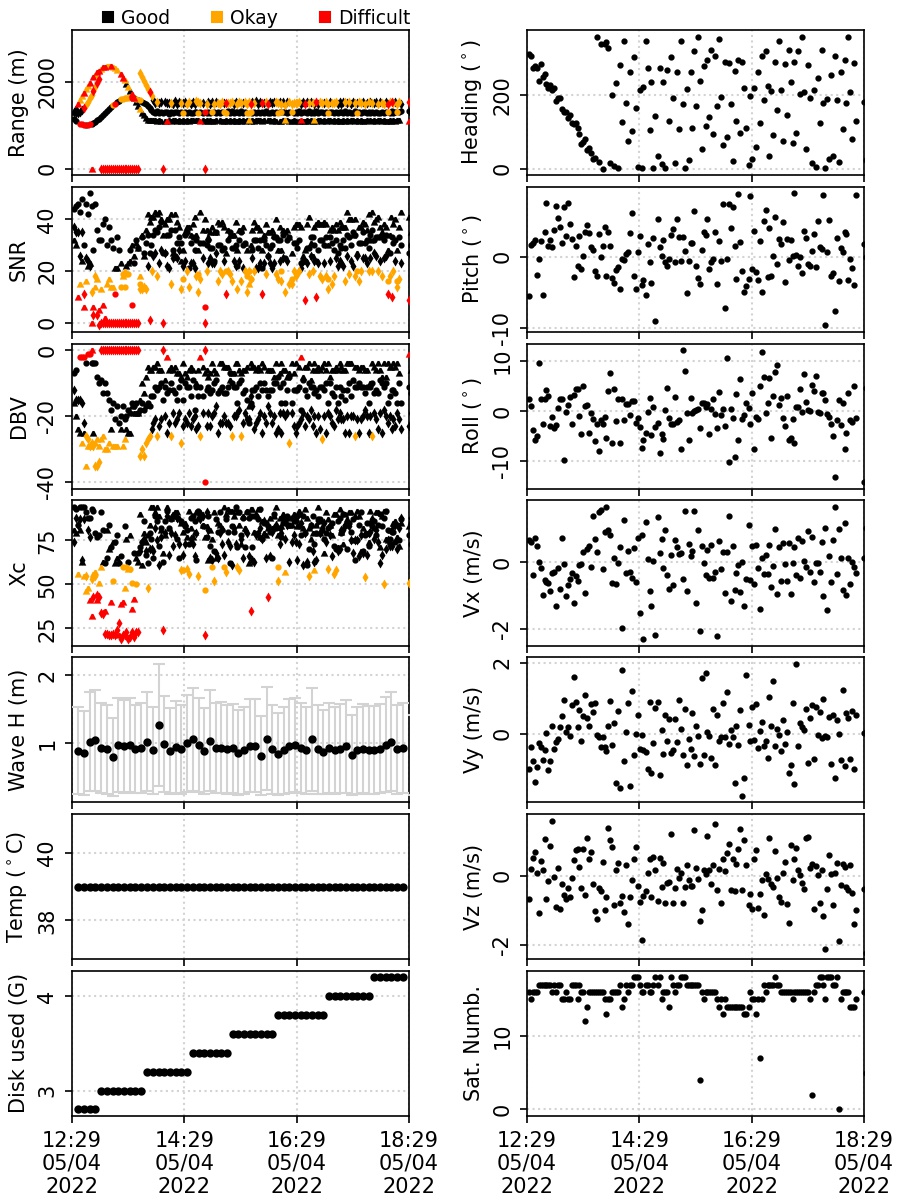 Good Okay Difficult
Range (m)
2000
0
Heading (°)
200
0
SNR
40
20
0
Pitch (°)
0
-10
DBV
0
-20
-40
Roll (°)
10
0
-10
Xc
75
50
25
Vx (m/s)
0
-2
Wave H (m)
2
1
Vy (m/s)
2
0
Temp (°C)
40
38
Vz (m/s)
0
-2
Disk used (G)
4
3
Sat. Numb.
10
0
12:29 14:29 16:29 18:29 12:29 14:29 16:29 18:29
05/04 05/04 05/04 05/04 05/04 05/04 05/04 05/04
2022 2022 2022 2022 2022 2022 2022 2022